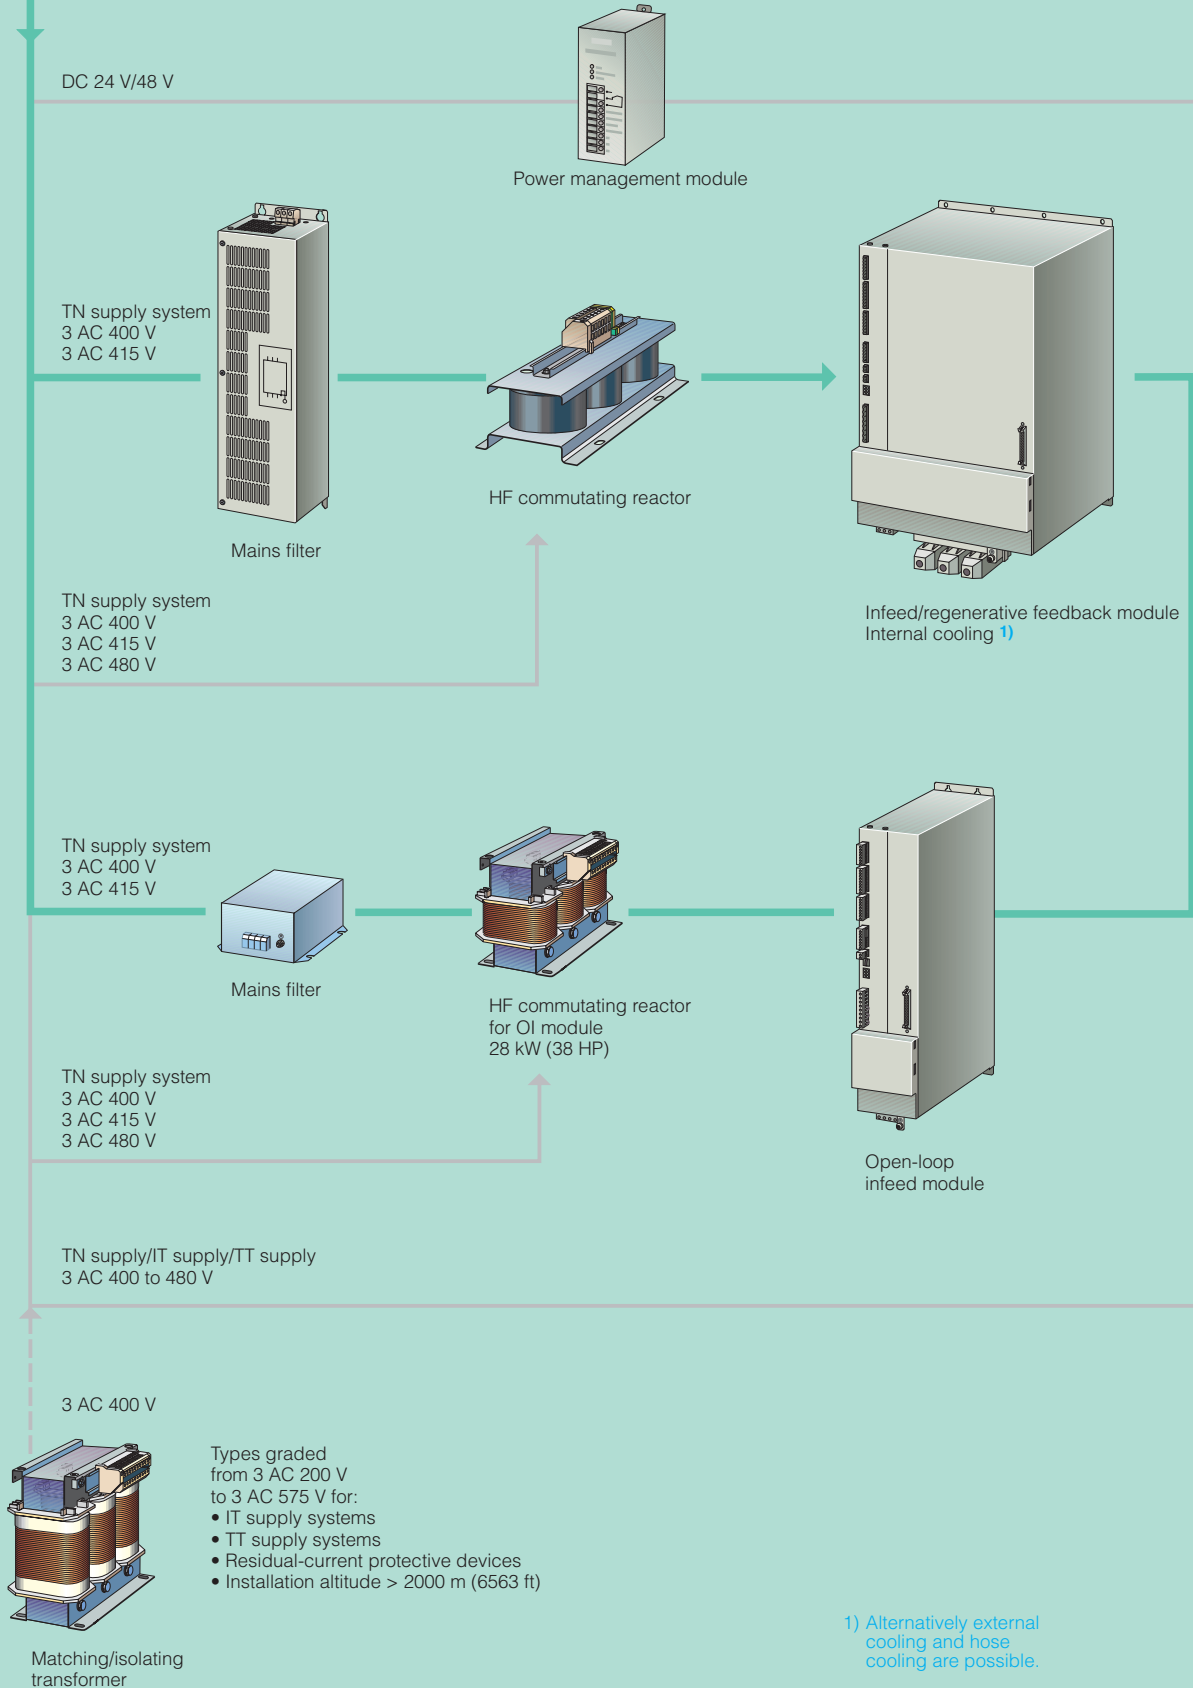 DC 24 V/48 V
Power management module
TN supply system
3 AC 400 V
3 AC 415 V
HF commutating reactor
Mains filter
TN supply system
3 AC 400 V
3 AC 415 V
3 AC 480 V
Infeed/regenerative feedback module
Internal cooling 1)
TN supply system
3 AC 400 V
3 AC 415 V
Mains filter
HF commutating reactor
for OI module
28 kW (38 HP)
TN supply system
3 AC 400 V
3 AC 415 V
3 AC 480 V
Open-loop
infeed module
TN supply/IT supply/TT supply
3 AC 400 to 480 V
3 AC 400 V
Types graded
from 3 AC 200 V
to 3 AC 575 V for:
• IT supply systems
• TT supply systems
• Residual-current protective devices
• Installation altitude > 2000 m (6563 ft)
Matching/isolating
transformer
1) Alternatively external
cooling and hose
cooling are possible.